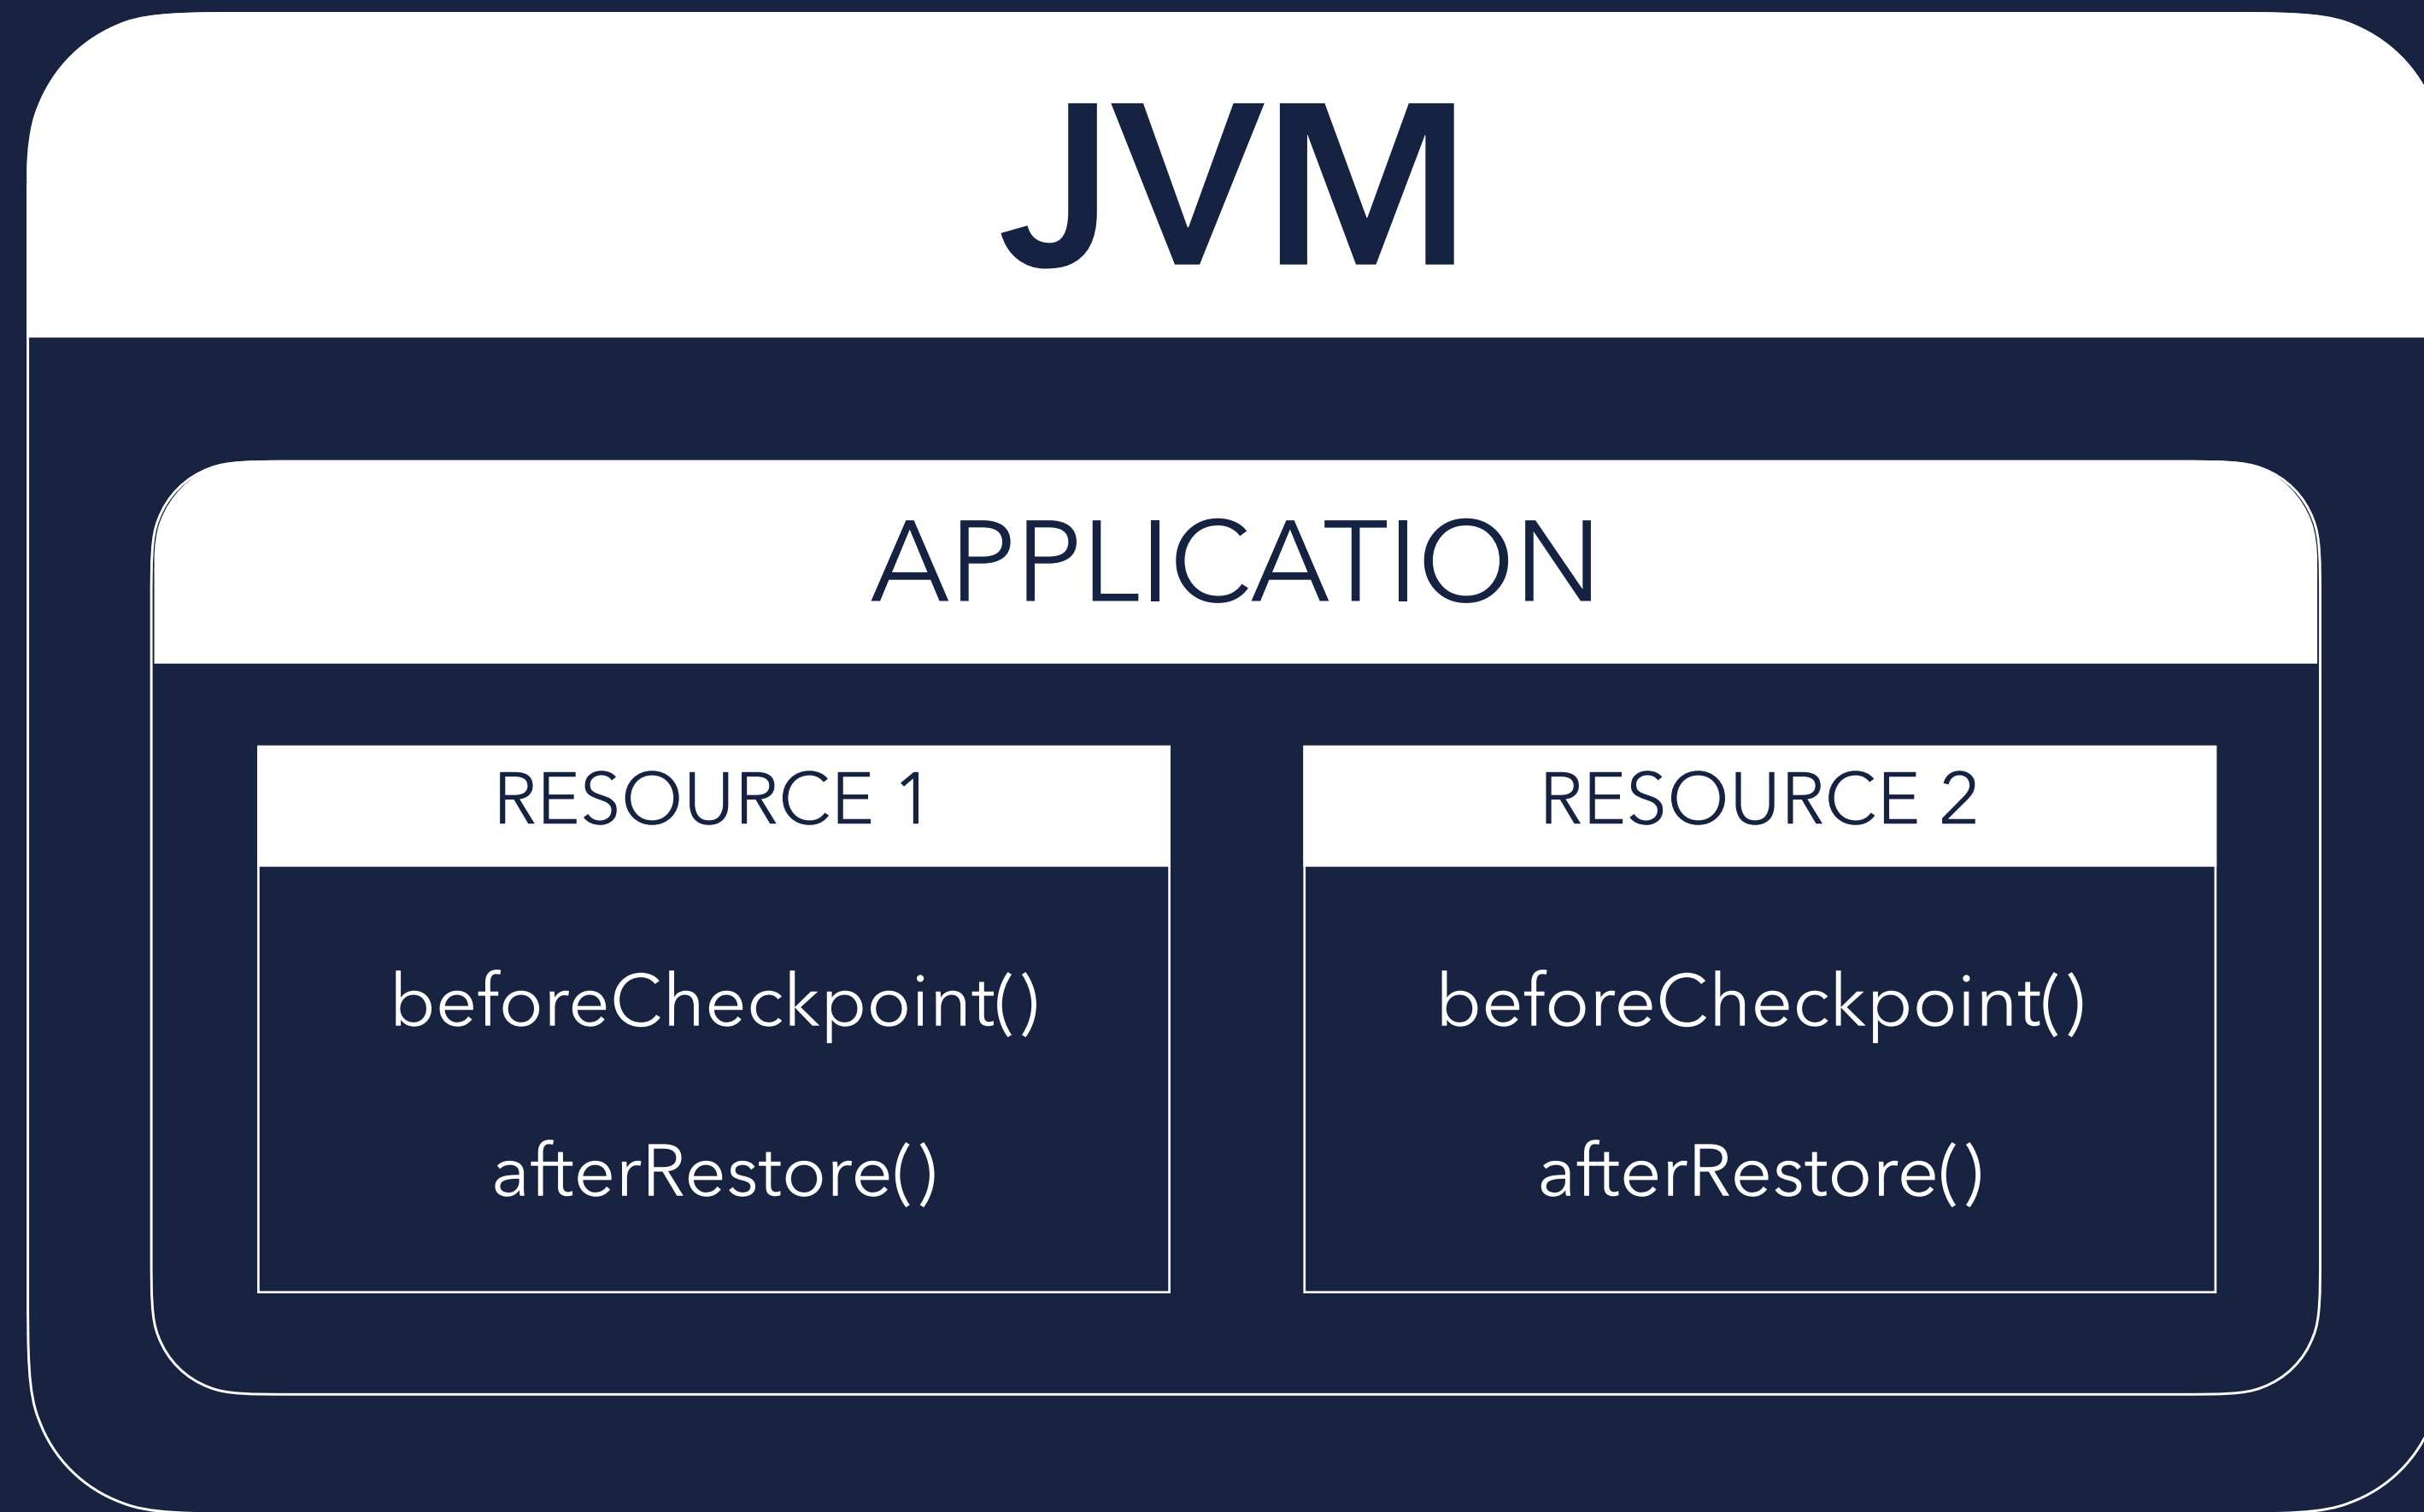 JVM
APPLICATION
RESOURCE 1
beforeCheckpoint()
afterRestore()
RESOURCE 2
beforeCheckpoint()
afterRestore()